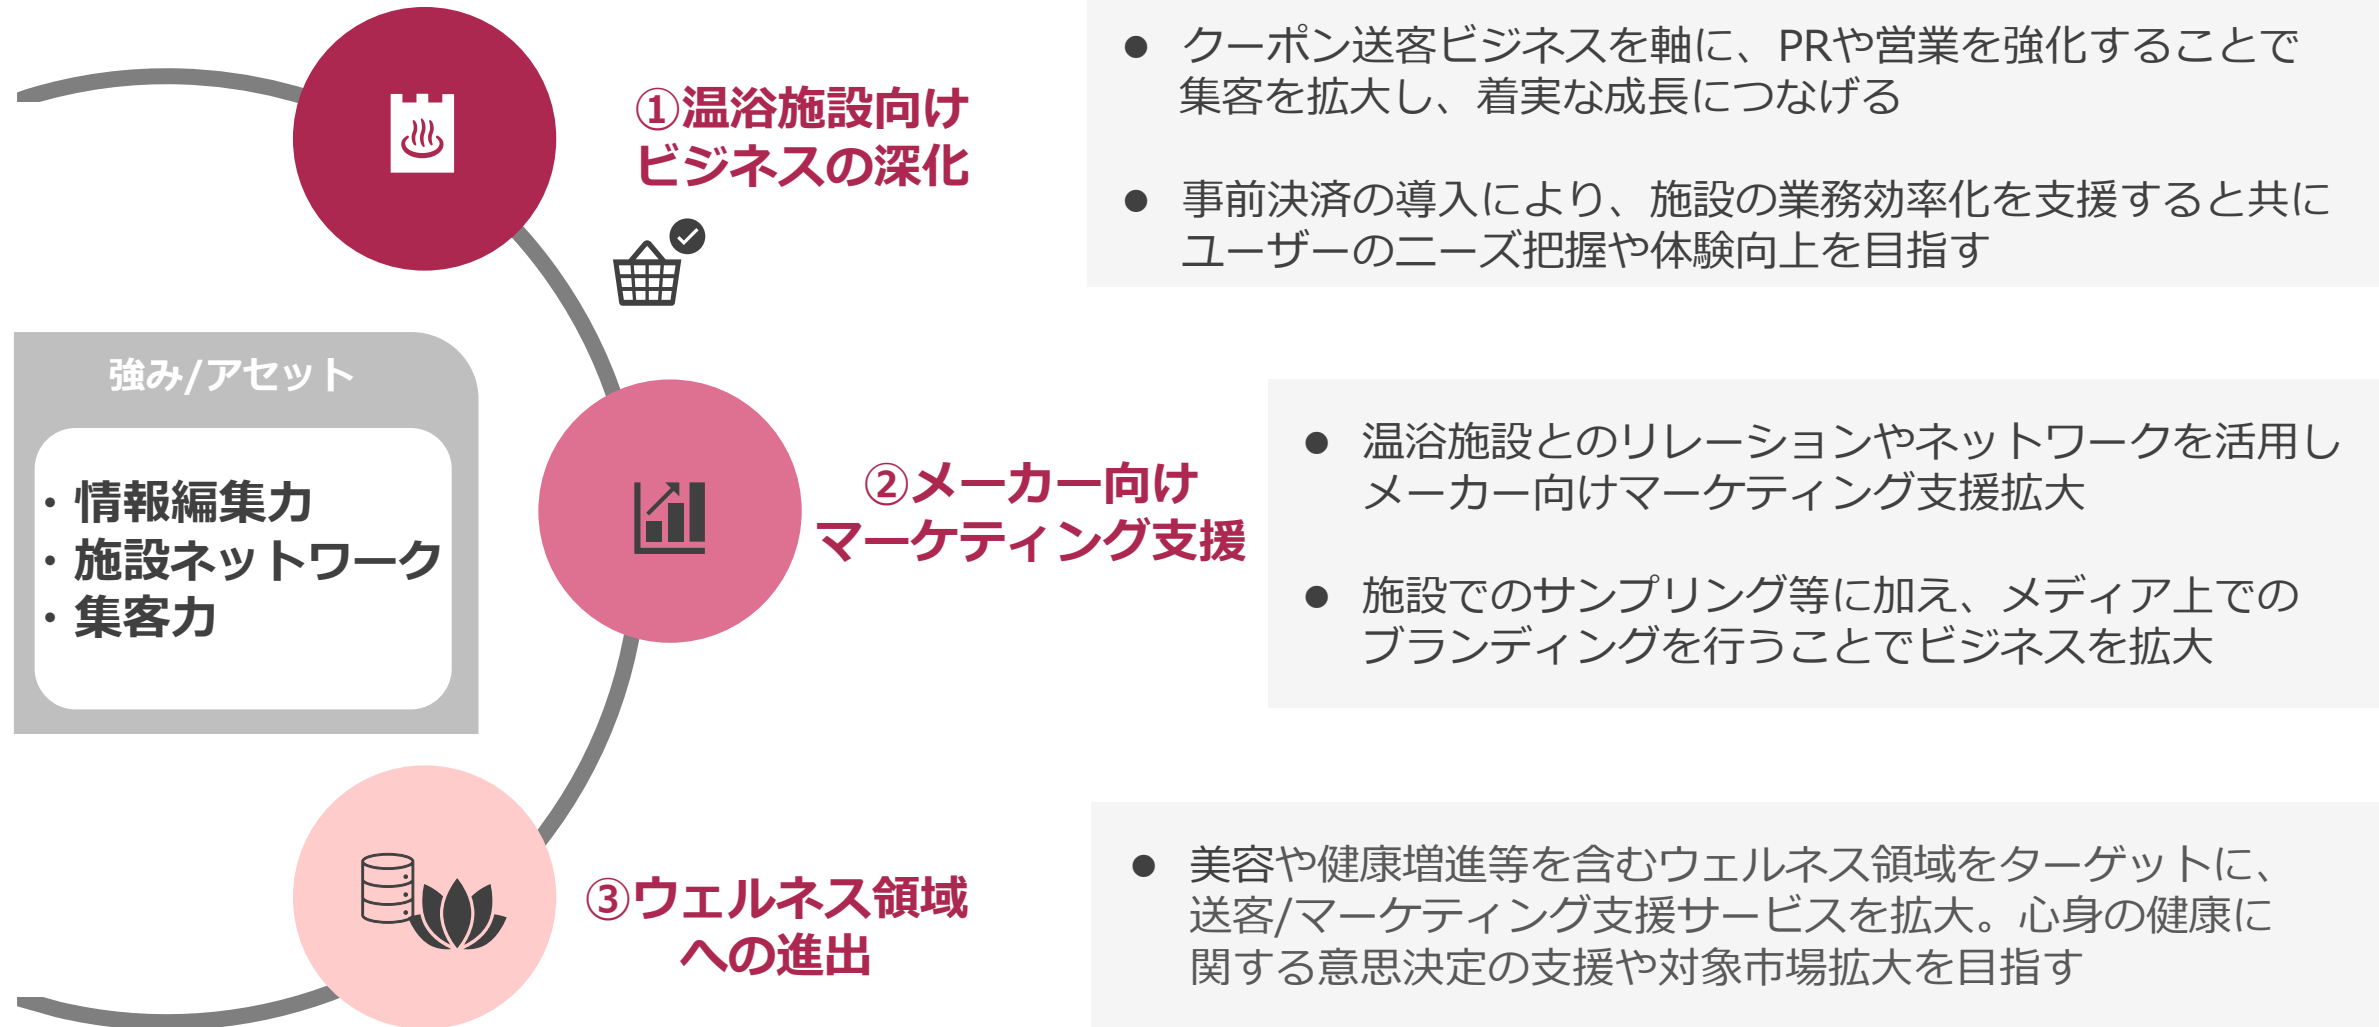 ①温浴施設向け
ビジネスの深化
● クーポン送客ビジネスを軸に、PRや営業を強化することで
集客を拡大し、着実な成長につなげる
● 事前決済の導入により、施設の業務効率化を支援すると共に
ユーザーのニーズ把握や体験向上を目指す
強み/アセット
・情報編集力
・施設ネットワーク
・集客力
②メーカー向け
マーケティング支援
● 温浴施設とのリレーションやネットワークを活用し
メーカー向けマーケティング支援拡大
● 施設でのサンプリング等に加え、メディア上での
ブランディングを行うことでビジネスを拡大
③ウェルネス領域
への進出
● 美容や健康増進等を含むウェルネス領域をターゲットに、
送客/マーケティング支援サービスを拡大。心身の健康に
関する意思決定の支援や対象市場拡大を目指す